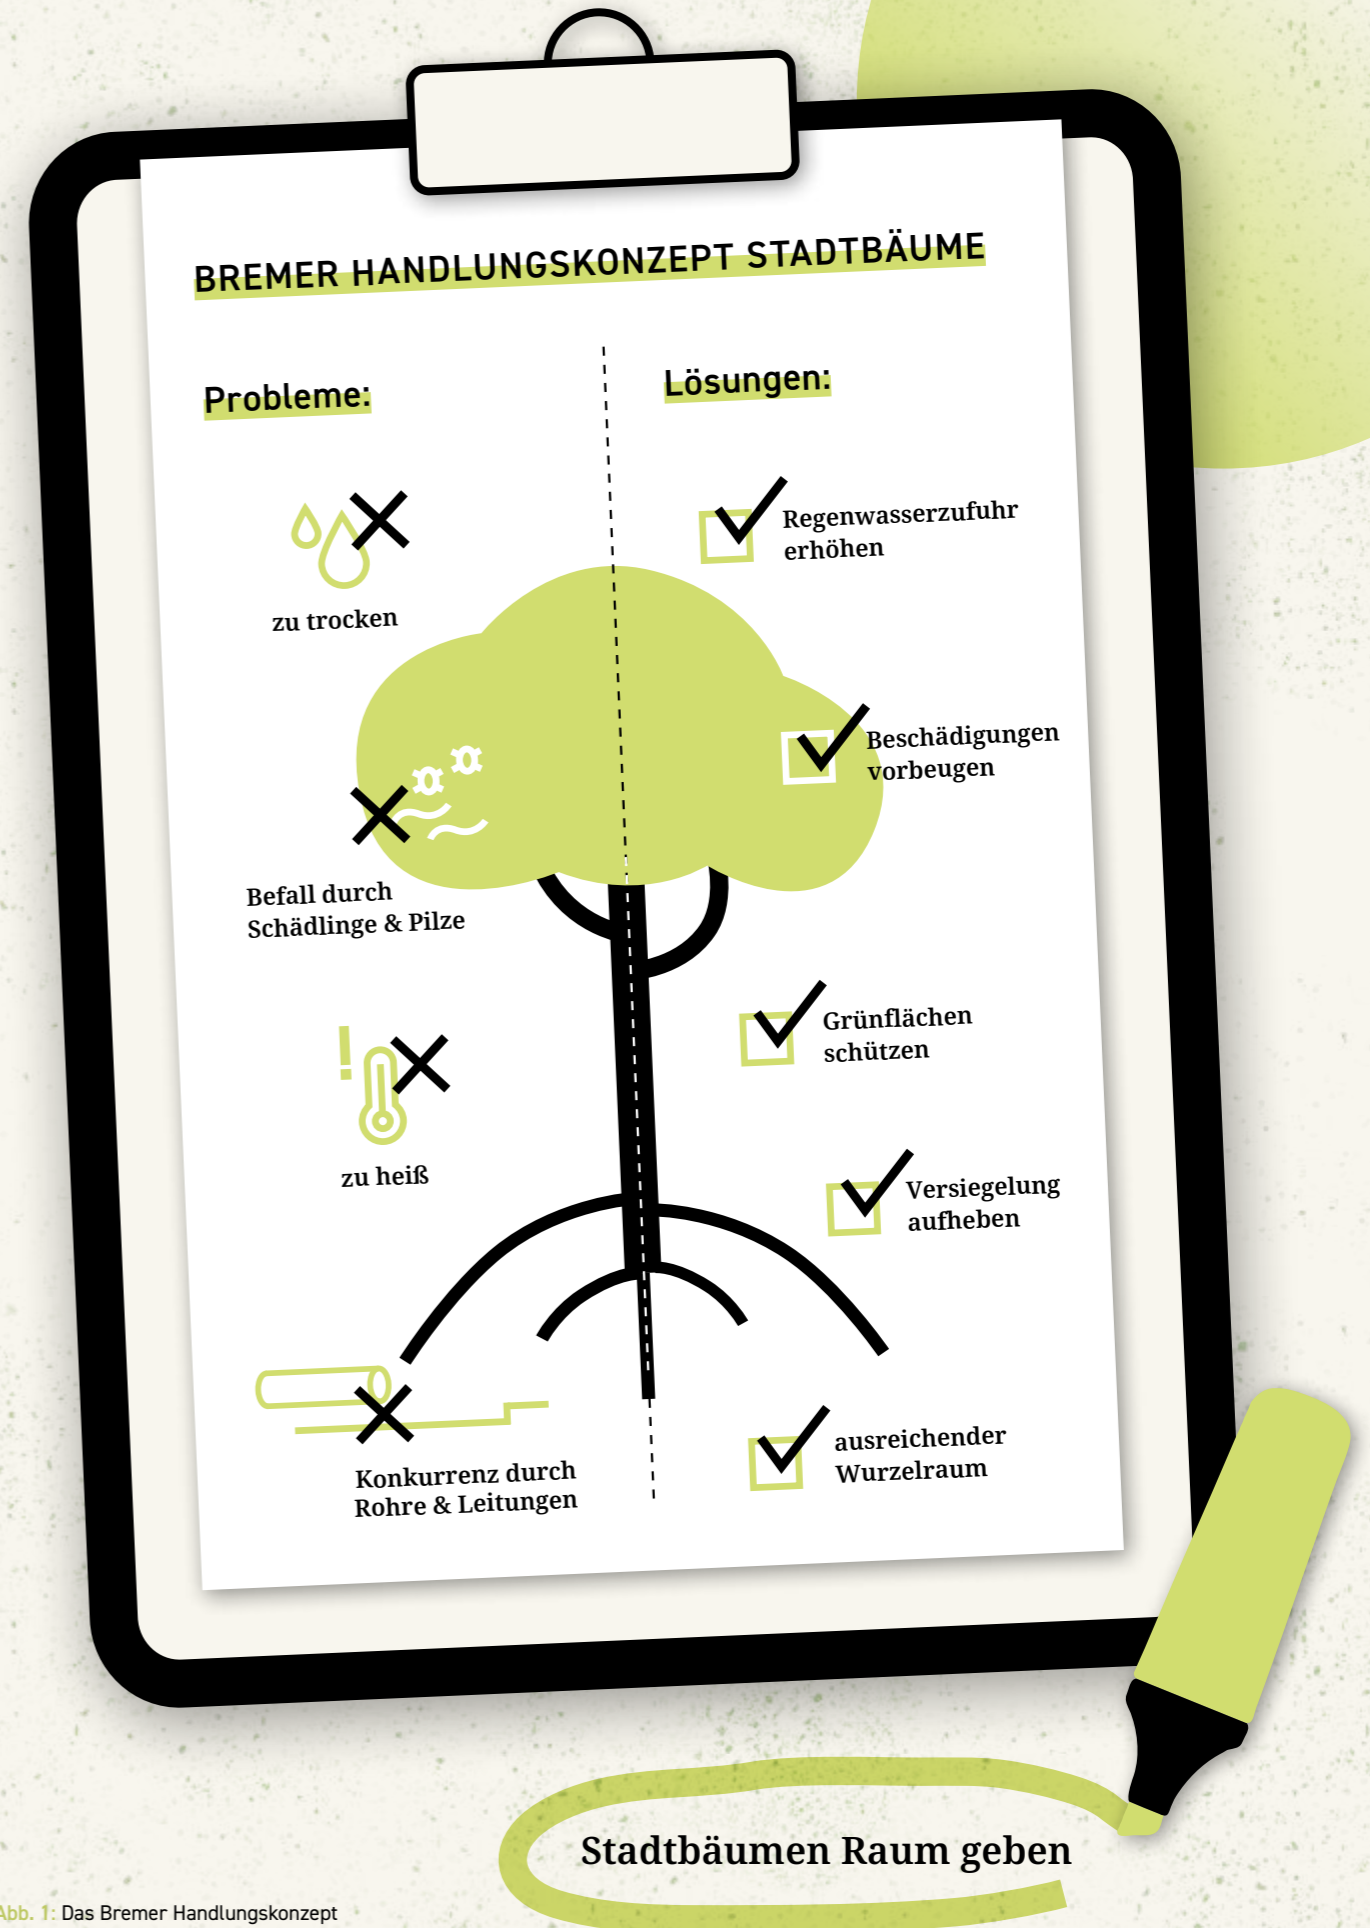 BREMER HANDLUNGSKONZEPT STADTBÄUME
Probleme:
zu trocken
Befall durch
Schädlinge & Pilze
zu heiß
Konkurrenz durch
Rohre & Leitungen
Lösungen:
Regenwasserzufuhr
erhöhen
Beschädigungen
vorbeugen
Grünflächen
schützen
Versiegelung
aufheben
ausreichender
Wurzelraum
Stadtbäumen Raum geben
Abb. 1: Das Bremer Handlungskonzept